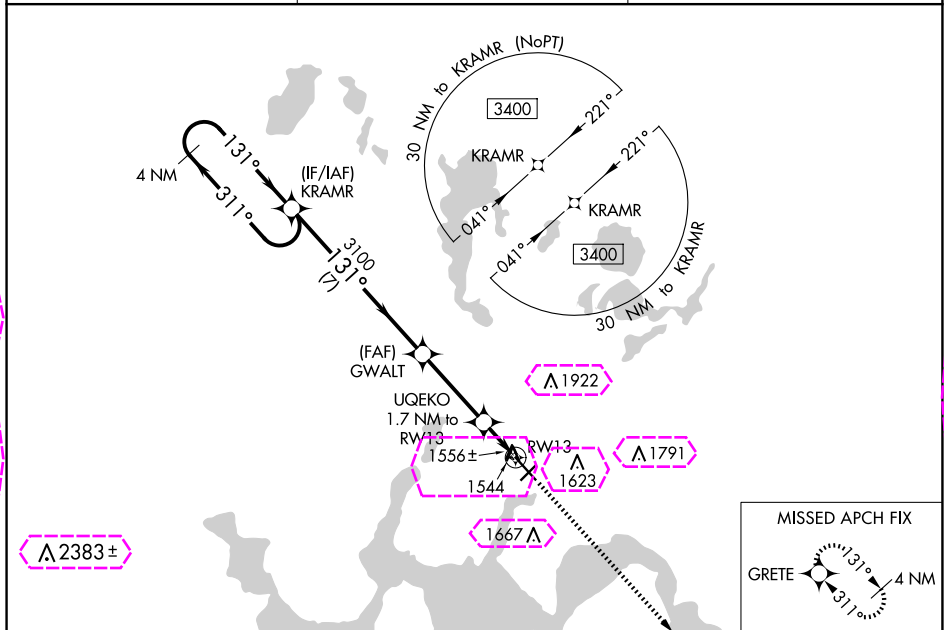 30 NM to KRAMR (NoPT)
3400
221°
KRAMR
041°
221°
KRAMR
041°
3400
30 NM to KRAMR
131°
4 NM
311°
(IF/IAF)
KRAMR
3100
131°
(7)
(FAF)
GWALT
UQEKO
1.7 NM to
RW13
RW13
1556±
1544
1922
1623
1791
1667
2383±
MISSED APCH FIX
GRETE
131°
4 NM
311°